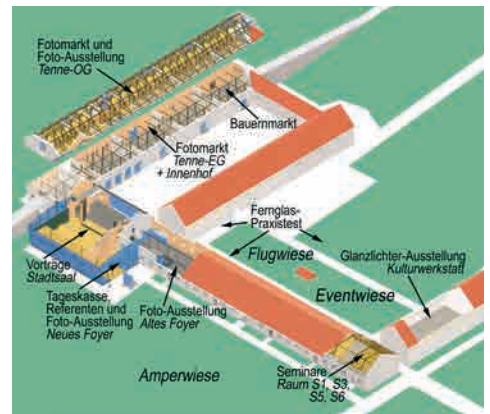 Fotomarkt und
Foto-Ausstellung
Tenne-OG
Bauernmarkt
Fotomarkt
Tenne-EG
+ Innenhof
Fernglas-
Praxistest
Flugwiese
Glanzlichter-Ausstellung
Kulturwerkstatt
Vorträge
Stadtsaal
Eventwiese
Tageskasse,
Referenten und
Foto-Ausstellung
Neues Foyer
Foto-Ausstellung
Altes Foyer
Amperwiese
Seminare
Raum S1, S3,
S5, S6